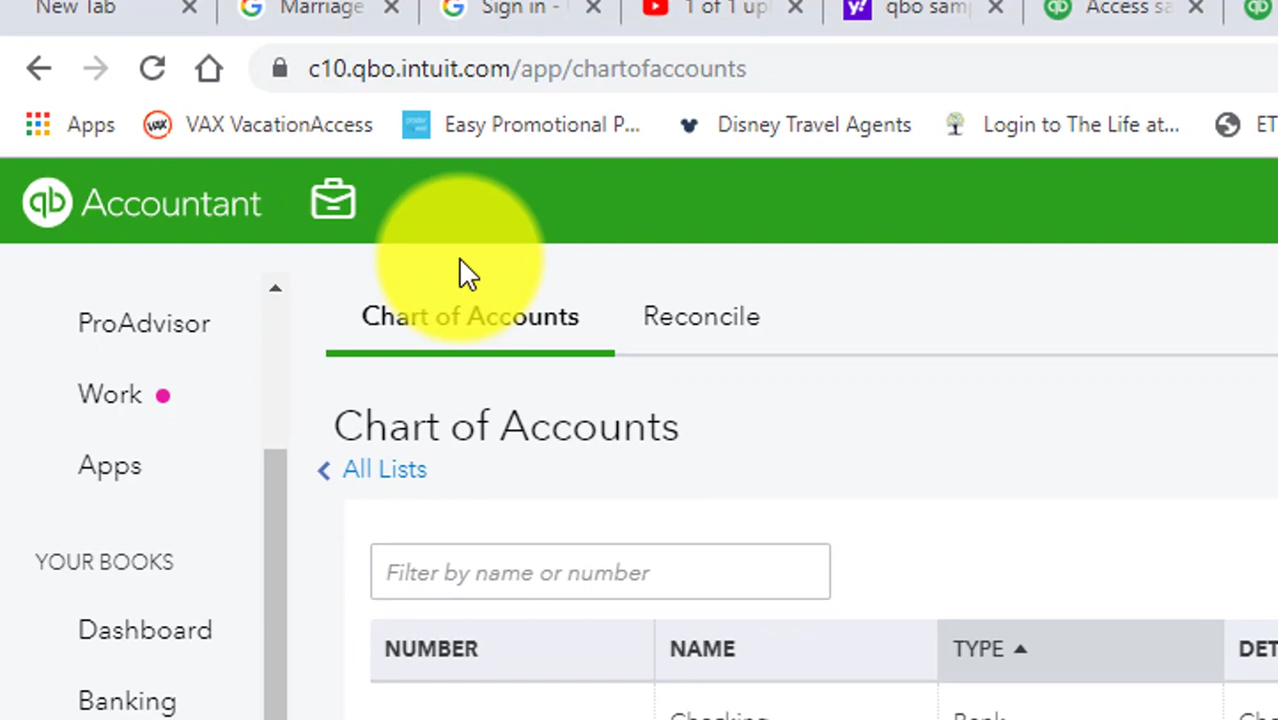 New Tab Marriage Sign in - 1 of 1 upl qbo samp Access sa
c10.qbo.intuit.com/app/chartofaccounts
Apps VAX VacationAccess Easy Promotional P... Disney Travel Agents Login to The Life at... ET
qb Accountant
Chart of Accounts Reconcile
ProAdvisor
Work
Apps
YOUR BOOKS
Dashboard
Banking
Chart of Accounts
All Lists
Filter by name or number
NUMBER NAME TYPE DET
Checking Bank